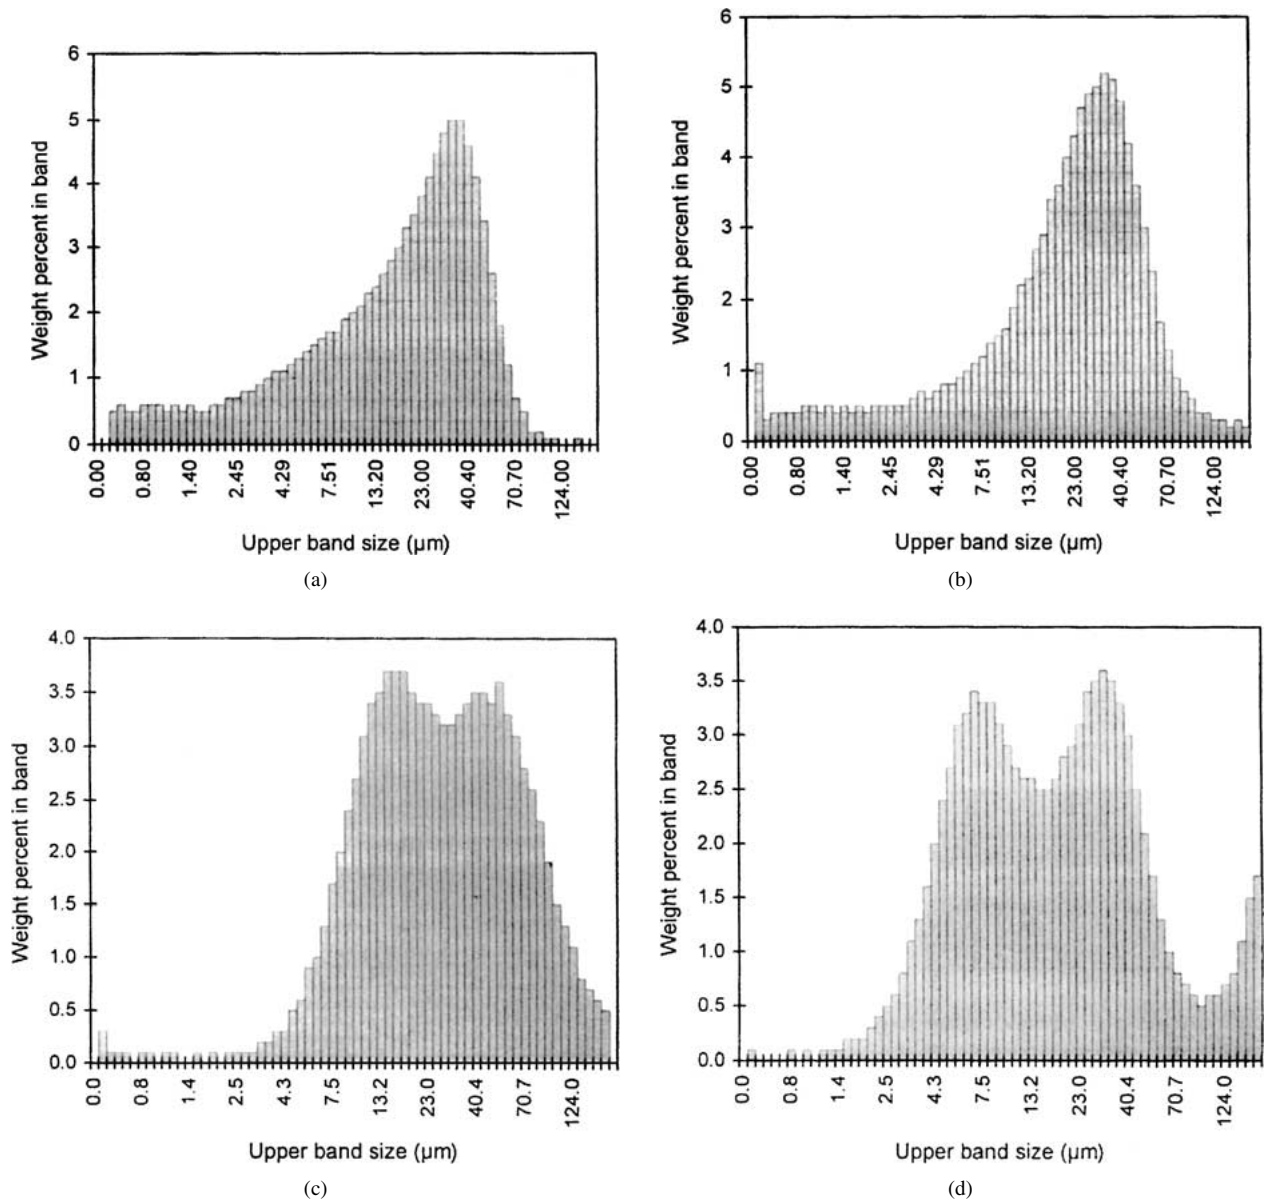 6
5
4
3
2
1
0
Weight percent in band
0.00 0.80 1.40 2.45 4.29 7.51 13.20 23.00 40.40 70.70 124.00
Upper band size (µm)
(a)
6
5
4
3
2
1
0
Weight percent in band
0.00 0.80 1.40 2.45 4.29 7.51 13.20 23.00 40.40 70.70 124.00
Upper band size (µm)
(b)
4.0
3.5
3.0
2.5
2.0
1.5
1.0
0.5
0.0
Weight percent in band
0.0 0.8 1.4 2.5 4.3 7.5 13.2 23.0 40.4 70.7 124.0
Upper band size (µm)
(c)
4.0
3.5
3.0
2.5
2.0
1.5
1.0
0.5
0.0
Weight percent in band
0.0 0.8 1.4 2.5 4.3 7.5 13.2 23.0 40.4 70.7 124.0
Upper band size (µm)
(d)